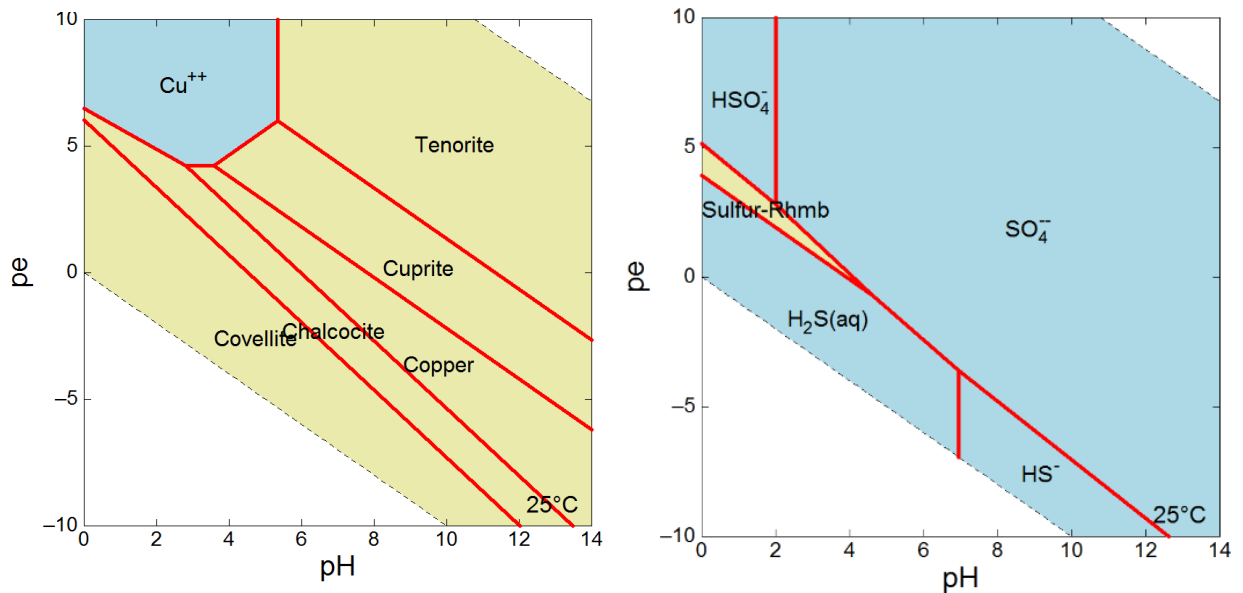 10
5
0
–5
–10
pe
Cu++
Tenorite
Cuprite
Covellite
Chalcocite
Copper
25°C
0 2 4 6 8 10 12 14
pH
10
5
0
–5
–10
pe
HSO4-
Sulfur-Rhmb
SO4--
H2S(aq)
HS-
25°C
0 2 4 6 8 10 12 14
pH